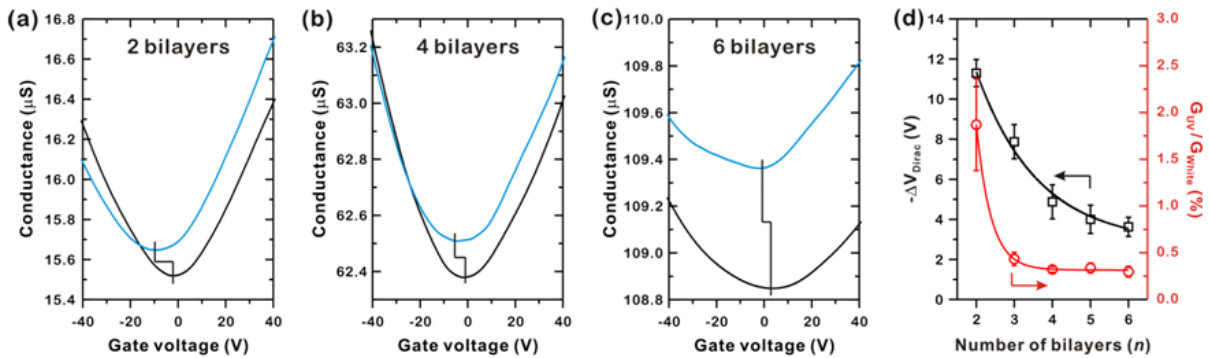 (a)
2 bilayers
16.8
16.6
16.4
16.2
16.0
15.8
15.6
15.4
Conductance (μS)
-40 -20 0 20 40
Gate voltage (V)
(b)
4 bilayers
63.2
63.0
62.8
62.6
62.4
Conductance (μS)
-40 -20 0 20 40
Gate voltage (V)
(c)
6 bilayers
110.0
109.8
109.6
109.4
109.2
109.0
108.8
Conductance (μS)
-40 -20 0 20 40
Gate voltage (V)
(d)
14
12
10
8
6
4
2
0
-ΔV_Dirac (V)
3.0
2.5
2.0
1.5
1.0
0.5
0.0
G_UV / G_White (%)
2 3 4 5 6
Number of bilayers (n)